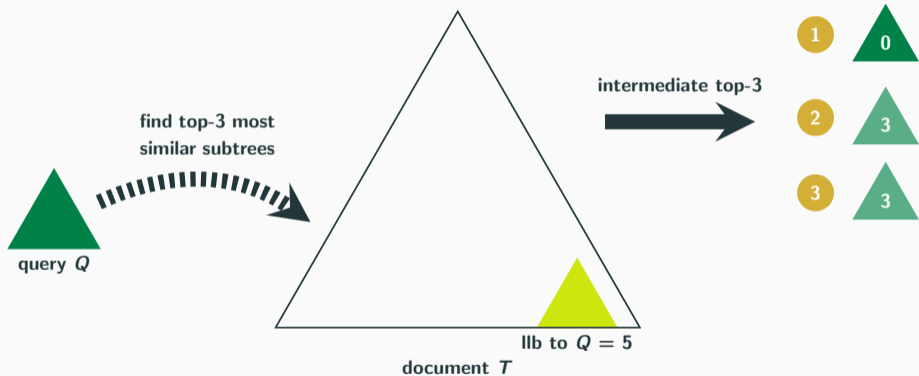 find top-3 most
similar subtrees
query Q
llb to Q = 5
document T
intermediate top-3
1
0
2
3
3
3